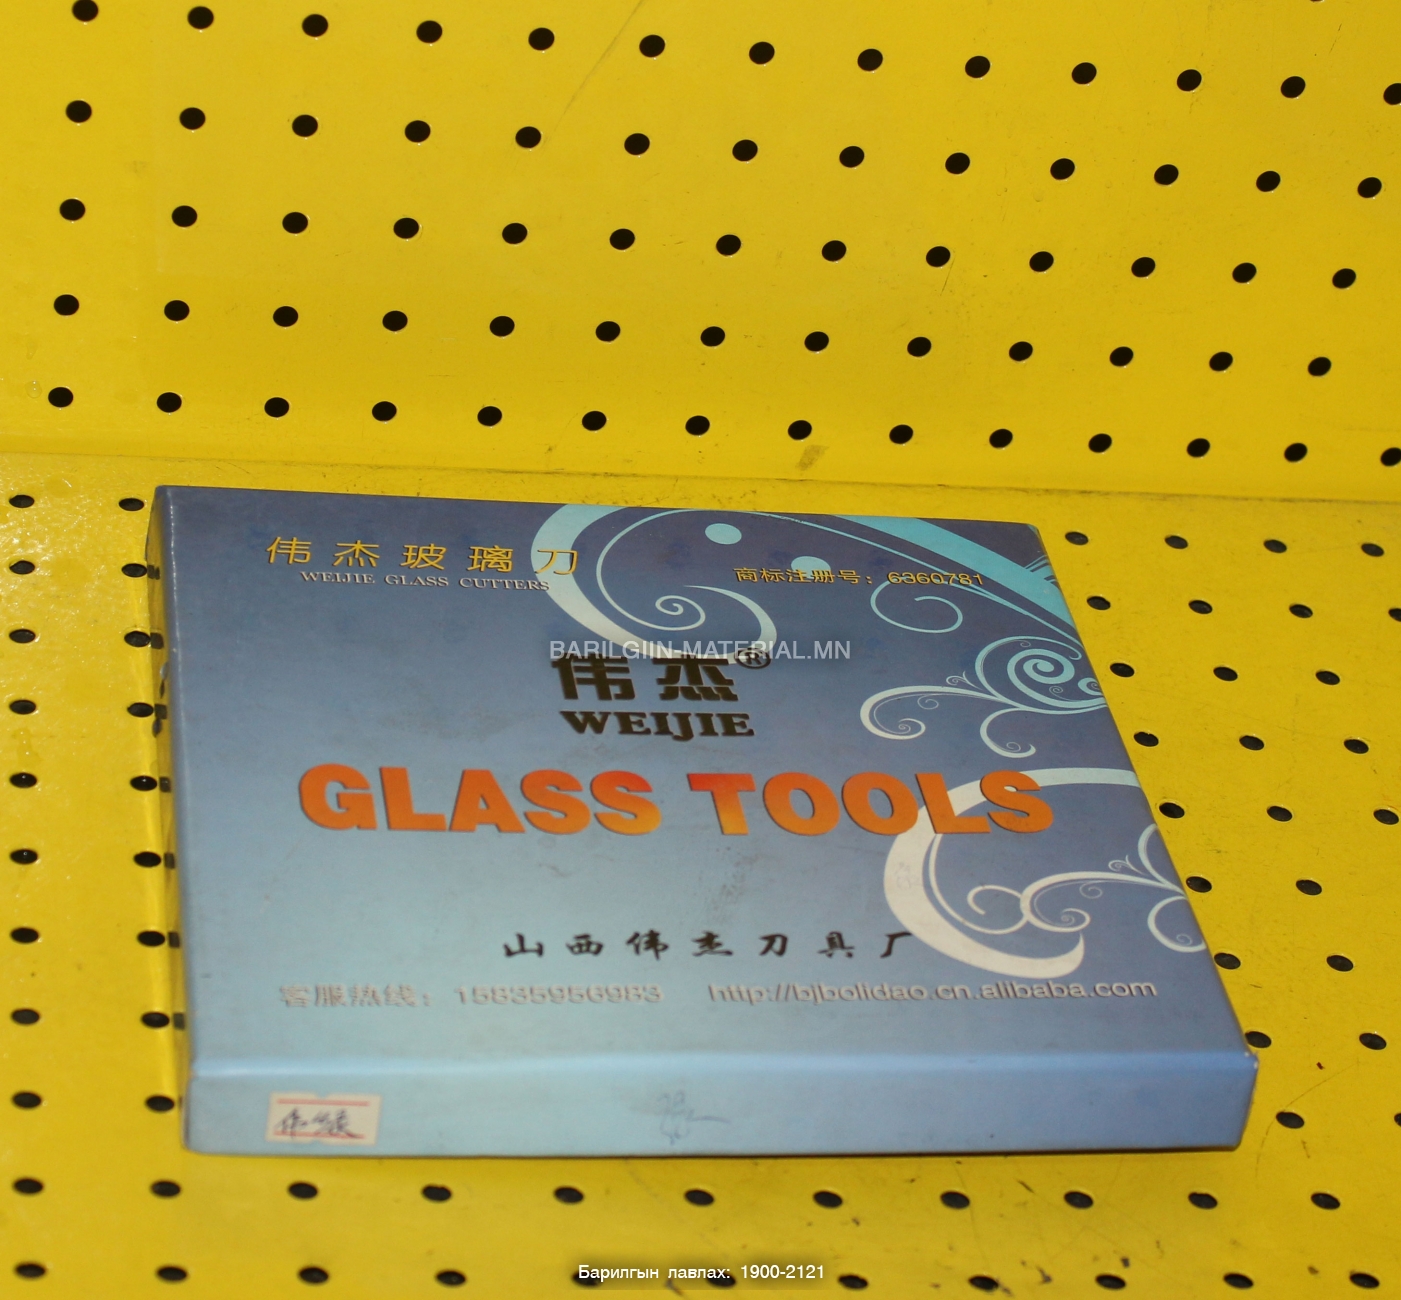 伟杰玻璃刀
WEIJIE GLASS CUTTERS
商标注册号：6360781
BARILGIIN-MATERIAL.MN
伟杰®
WEIJIE
GLASS TOOLS
山西伟杰刀具厂
客服热线：15835956983 http://bjbolidao.cn.alibaba.com
Барилгын лавлах: 1900-2121